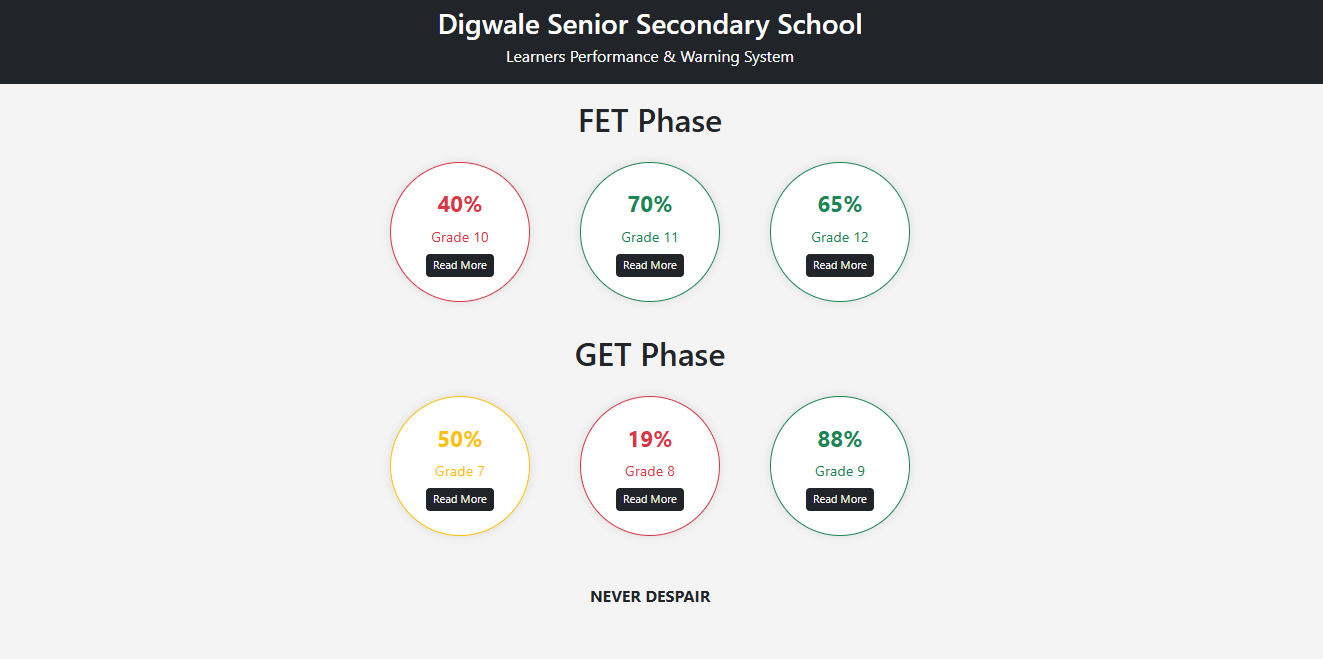 Digwale Senior Secondary School
Learners Performance & Warning System
FET Phase
40%
Grade 10
Read More
70%
Grade 11
Read More
65%
Grade 12
Read More
GET Phase
50%
Grade 7
Read More
19%
Grade 8
Read More
88%
Grade 9
Read More
NEVER DESPAIR